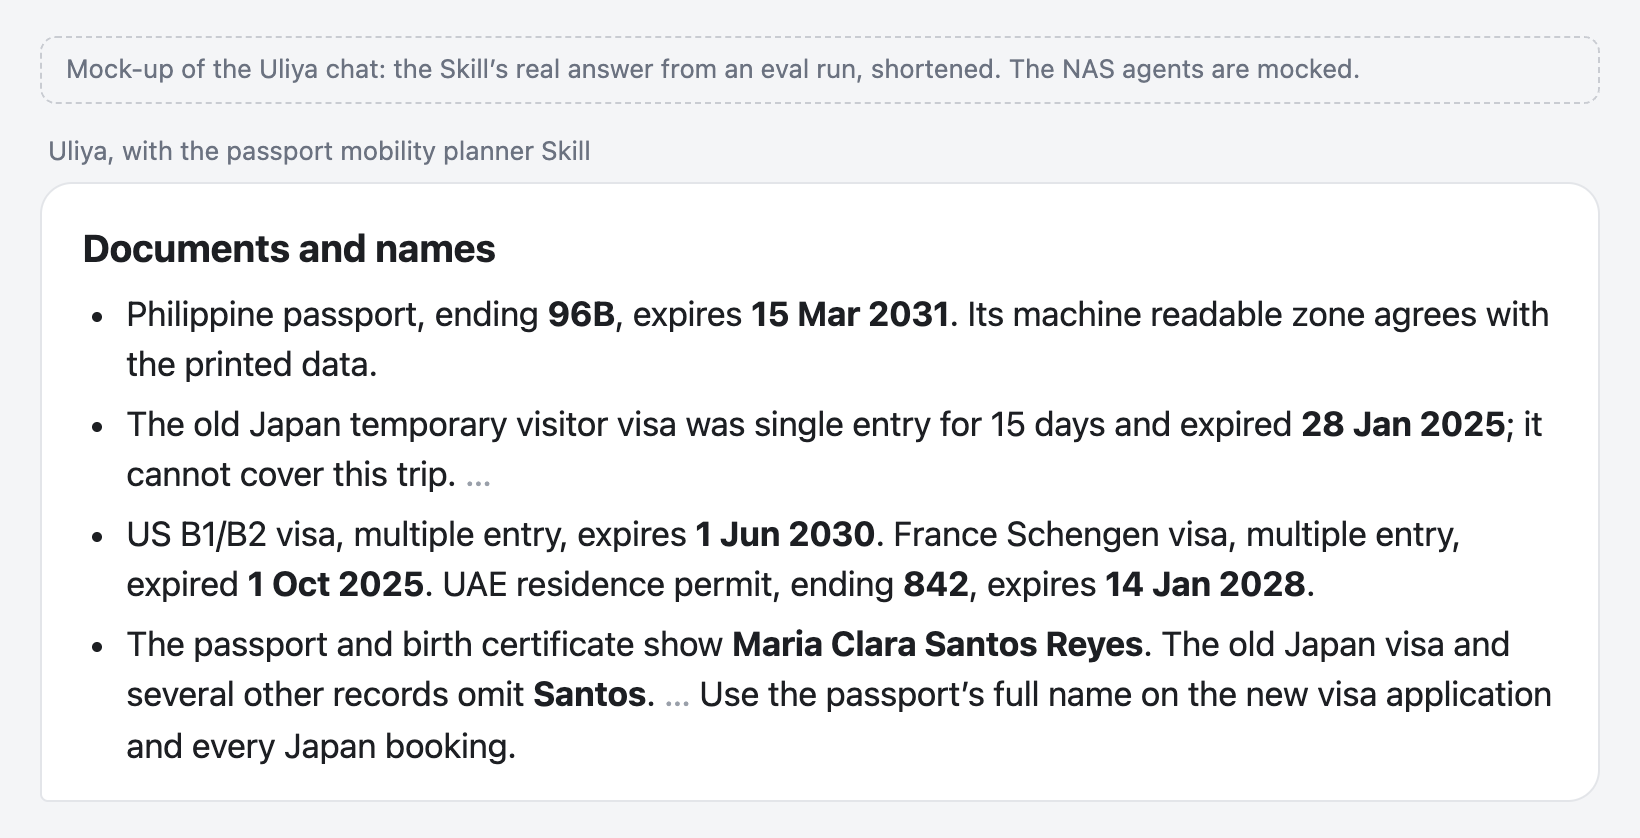 Mock-up of the Uliya chat: the Skill’s real answer from an eval run, shortened. The NAS agents are mocked.
Uliya, with the passport mobility planner Skill
Documents and names
• Philippine passport, ending 96B, expires 15 Mar 2031. Its machine readable zone agrees with
the printed data.
• The old Japan temporary visitor visa was single entry for 15 days and expired 28 Jan 2025; it
cannot cover this trip. ...
• US B1/B2 visa, multiple entry, expires 1 Jun 2030. France Schengen visa, multiple entry,
expired 1 Oct 2025. UAE residence permit, ending 842, expires 14 Jan 2028.
• The passport and birth certificate show Maria Clara Santos Reyes. The old Japan visa and
several other records omit Santos. ... Use the passport’s full name on the new visa application
and every Japan booking.